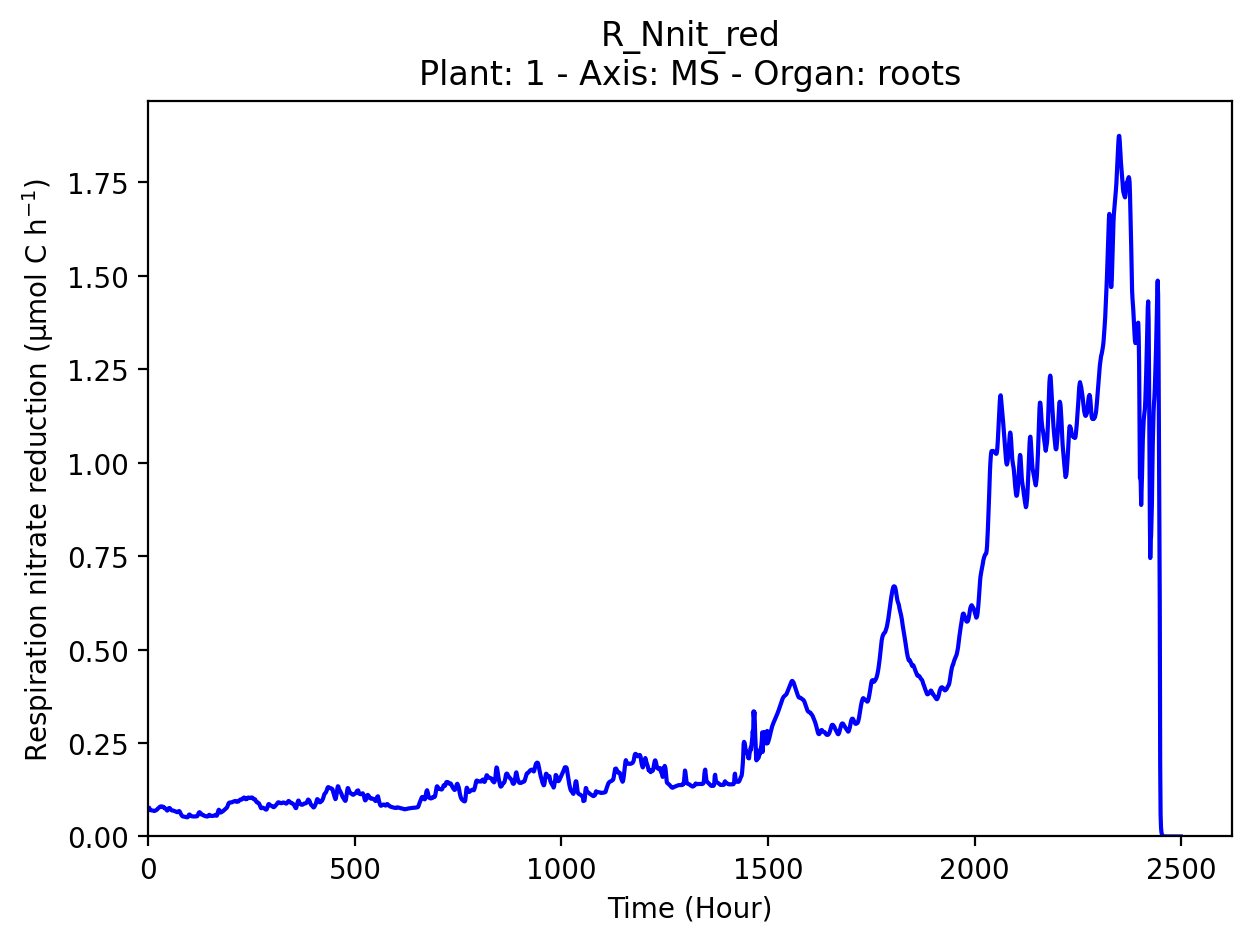 R_Nnit_red
Plant: 1 - Axis: MS - Organ: roots
Respiration nitrate reduction (µmol C h⁻¹)
1.75
1.50
1.25
1.00
0.75
0.50
0.25
0.00
0 500 1000 1500 2000 2500
Time (Hour)